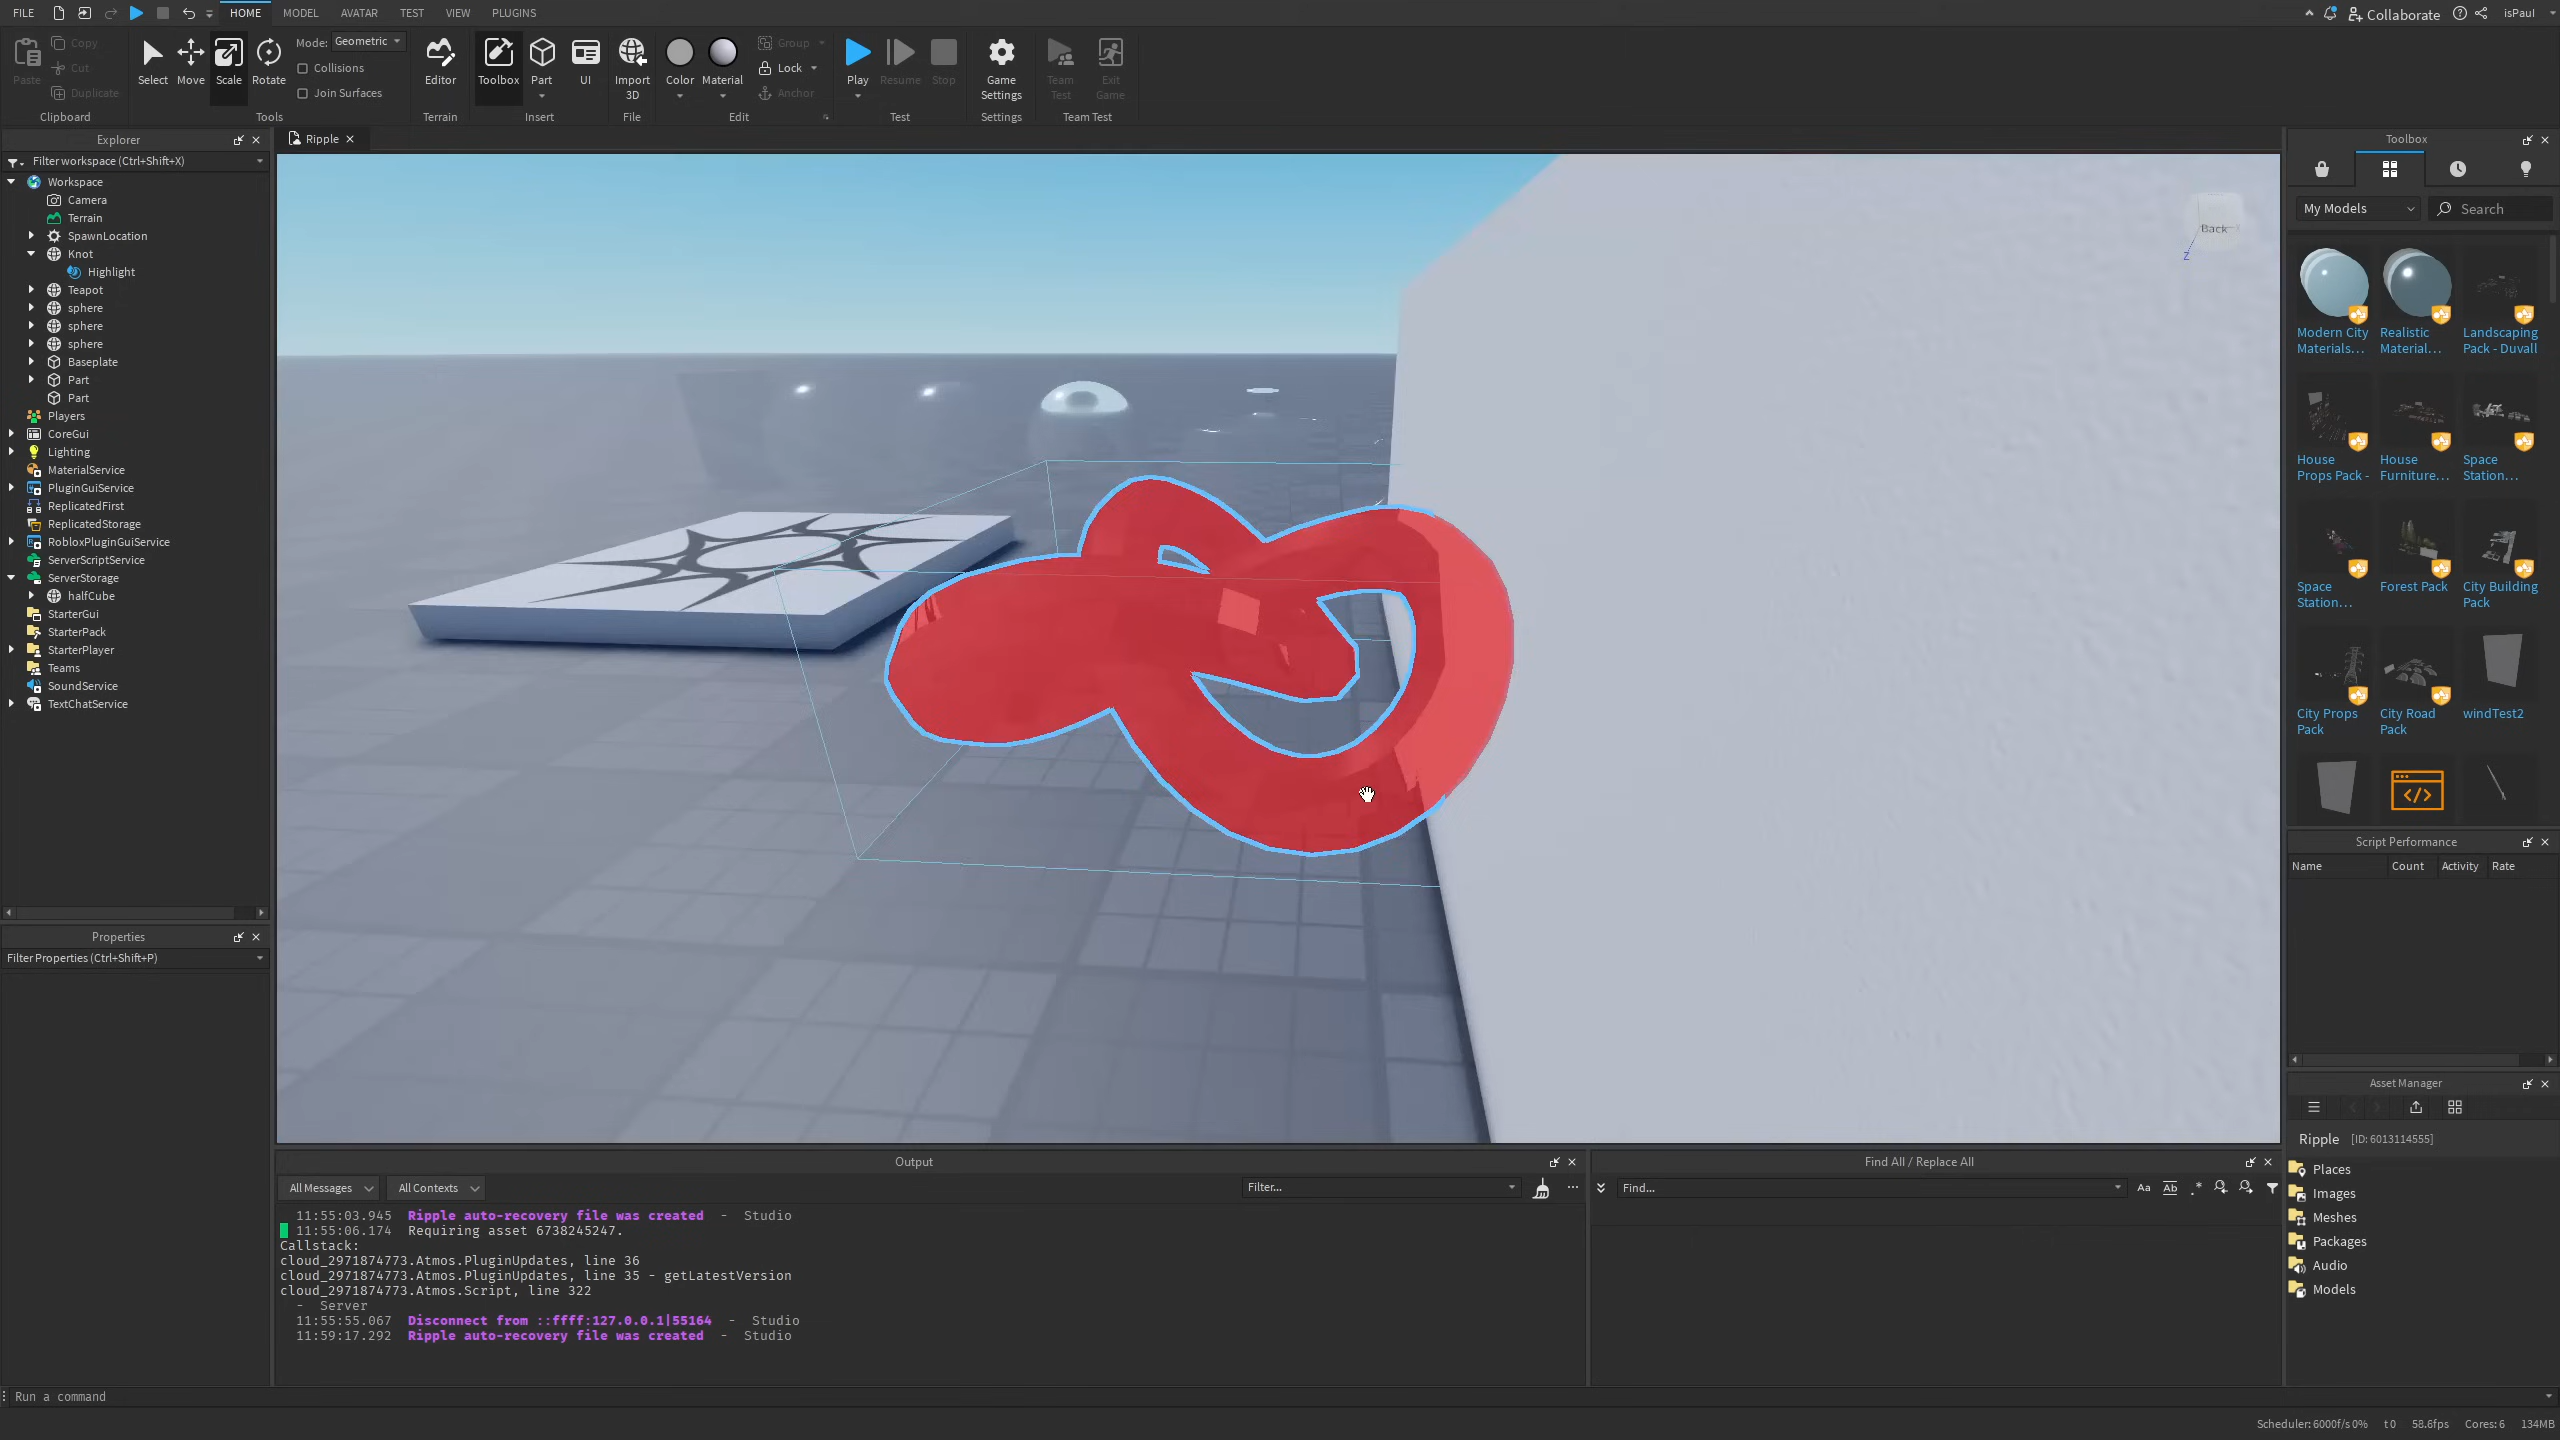 FILE HOME MODEL AVATAR TEST VIEW PLUGINS Collaborate isPaul
Paste Copy Cut Duplicate Clipboard
Select Move Scale Rotate Mode: Geometric Collisions Join Surfaces Tools
Editor Terrain
Toolbox Part UI Insert
Import 3D File
Color Material Group Lock Anchor Edit
Play Resume Stop Test
Game Settings Settings
Team Test Exit Game Team Test
Explorer
Filter workspace (Ctrl+Shift+X)
Workspace
Camera
Terrain
SpawnLocation
Knot
Highlight
Teapot
sphere
sphere
sphere
Baseplate
Part
Part
Players
CoreGui
Lighting
MaterialService
PluginGuiService
ReplicatedFirst
ReplicatedStorage
RobloxPluginGuiService
ServerScriptService
ServerStorage
halfCube
StarterGui
StarterPack
StarterPlayer
Teams
SoundService
TextChatService
Properties
Filter Properties (Ctrl+Shift+P)
Ripple
Back
Z
Output
All Messages All Contexts Filter...
11:55:03.945 Ripple auto-recovery file was created - Studio
11:55:06.174 Requiring asset 6738245247.
Callstack:
cloud_2971874773.Atmos.PluginUpdates, line 36
cloud_2971874773.Atmos.PluginUpdates, line 35 - getLatestVersion
cloud_2971874773.Atmos.Script, line 322
- Server
11:55:55.067 Disconnect from ::ffff:127.0.0.1|55164 - Studio
11:59:17.292 Ripple auto-recovery file was created - Studio
Find All / Replace All
Find...
Aa Ab .*
Toolbox
My Models Search
Modern City Materials...
Realistic Material...
Landscaping Pack - Duvall
House Props Pack -
House Furniture...
Space Station...
Space Station...
Forest Pack
City Building Pack
City Props Pack
City Road Pack
windTest2
Script Performance
Name Count Activity Rate
Asset Manager
Ripple [ID: 6013114555]
Places
Images
Meshes
Packages
Audio
Models
Run a command
Scheduler: 6000f/s 0% t 0 58.6fps Cores: 6 134MB